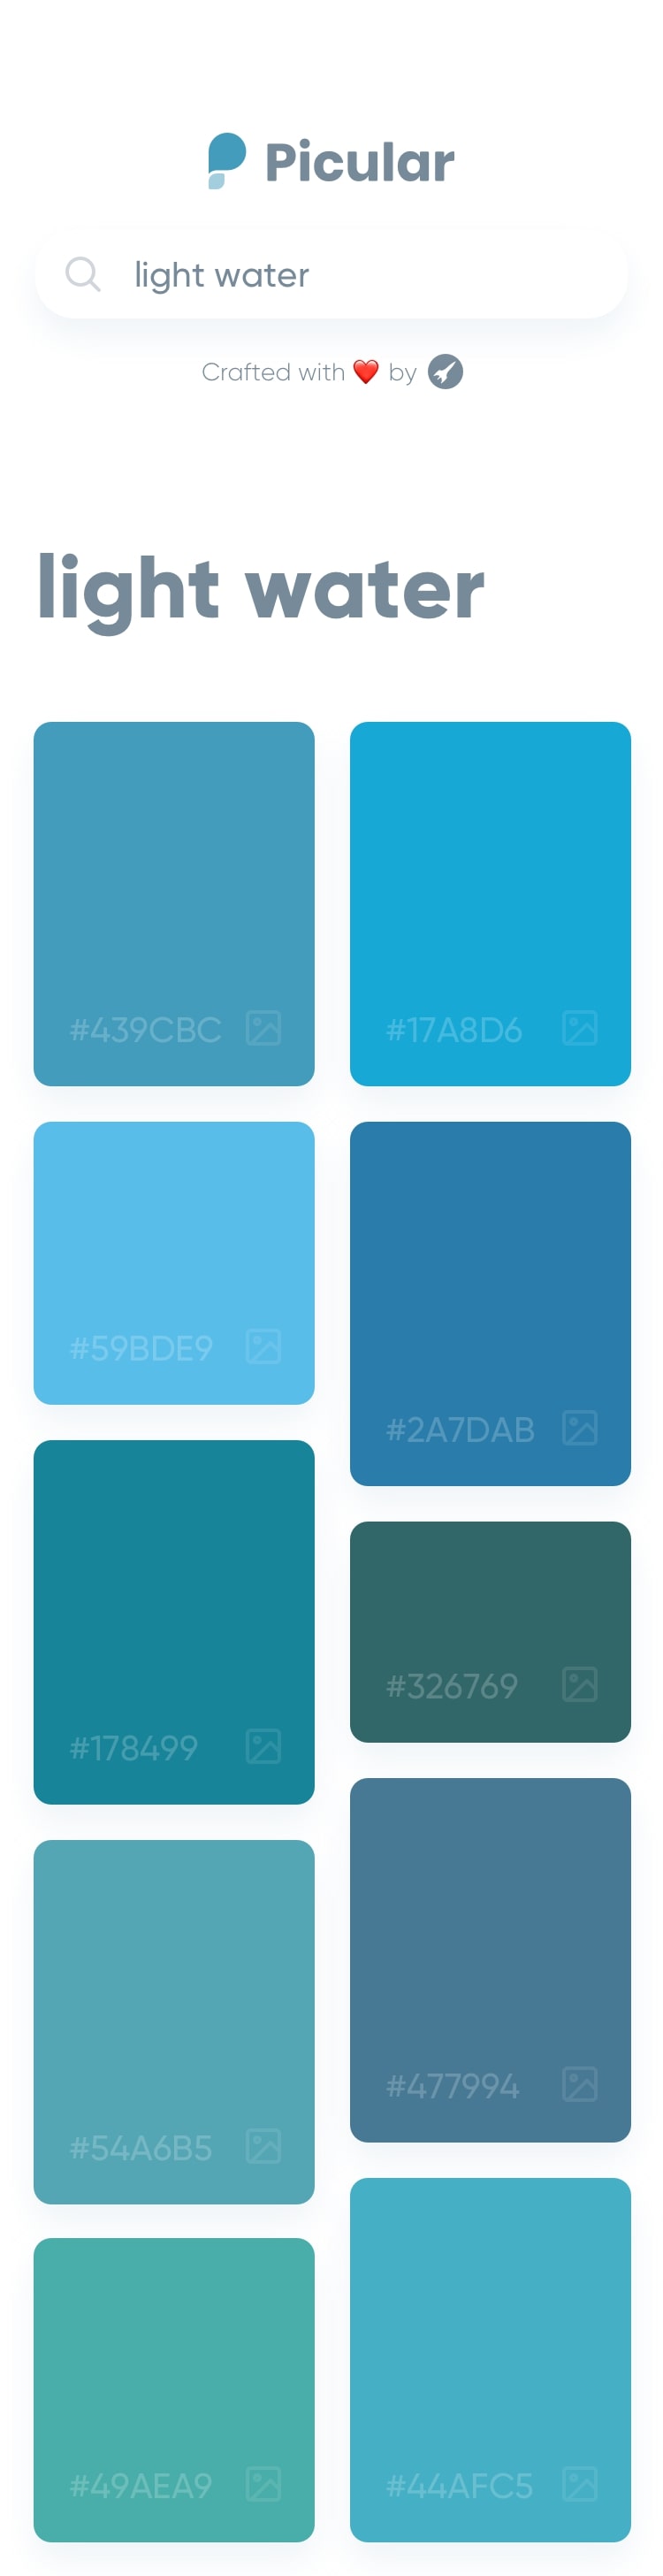 Picular
light water
Crafted with ❤️ by
light water
#439CBC
#17A8D6
#59BDE9
#2A7DAB
#178499
#326769
#54A6B5
#477994
#49AEA9
#44AFC5